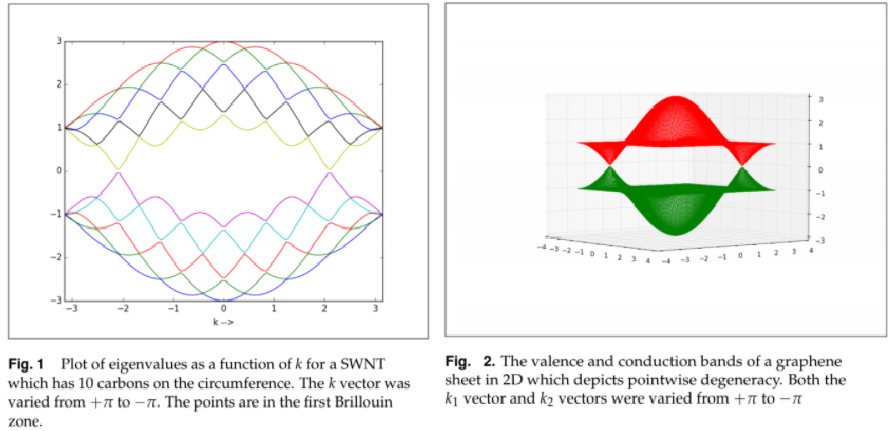 3
2
1
0
−1
−2
−3
−3 −2 −1 0 1 2 3
k -->
Fig. 1 Plot of eigenvalues as a function of k for a SWNT
which has 10 carbons on the circumference. The k vector was
varied from +π to −π. The points are in the first Brillouin
zone.
3
2
1
0
−1
−2
−3
−4 −3 −2 −1 0 1 2 3 4
−4 −3 −2 −1 0 1 2 3 4
Fig. 2. The valence and conduction bands of a graphene
sheet in 2D which depicts pointwise degeneracy. Both the
k1 vector and k2 vectors were varied from +π to −π